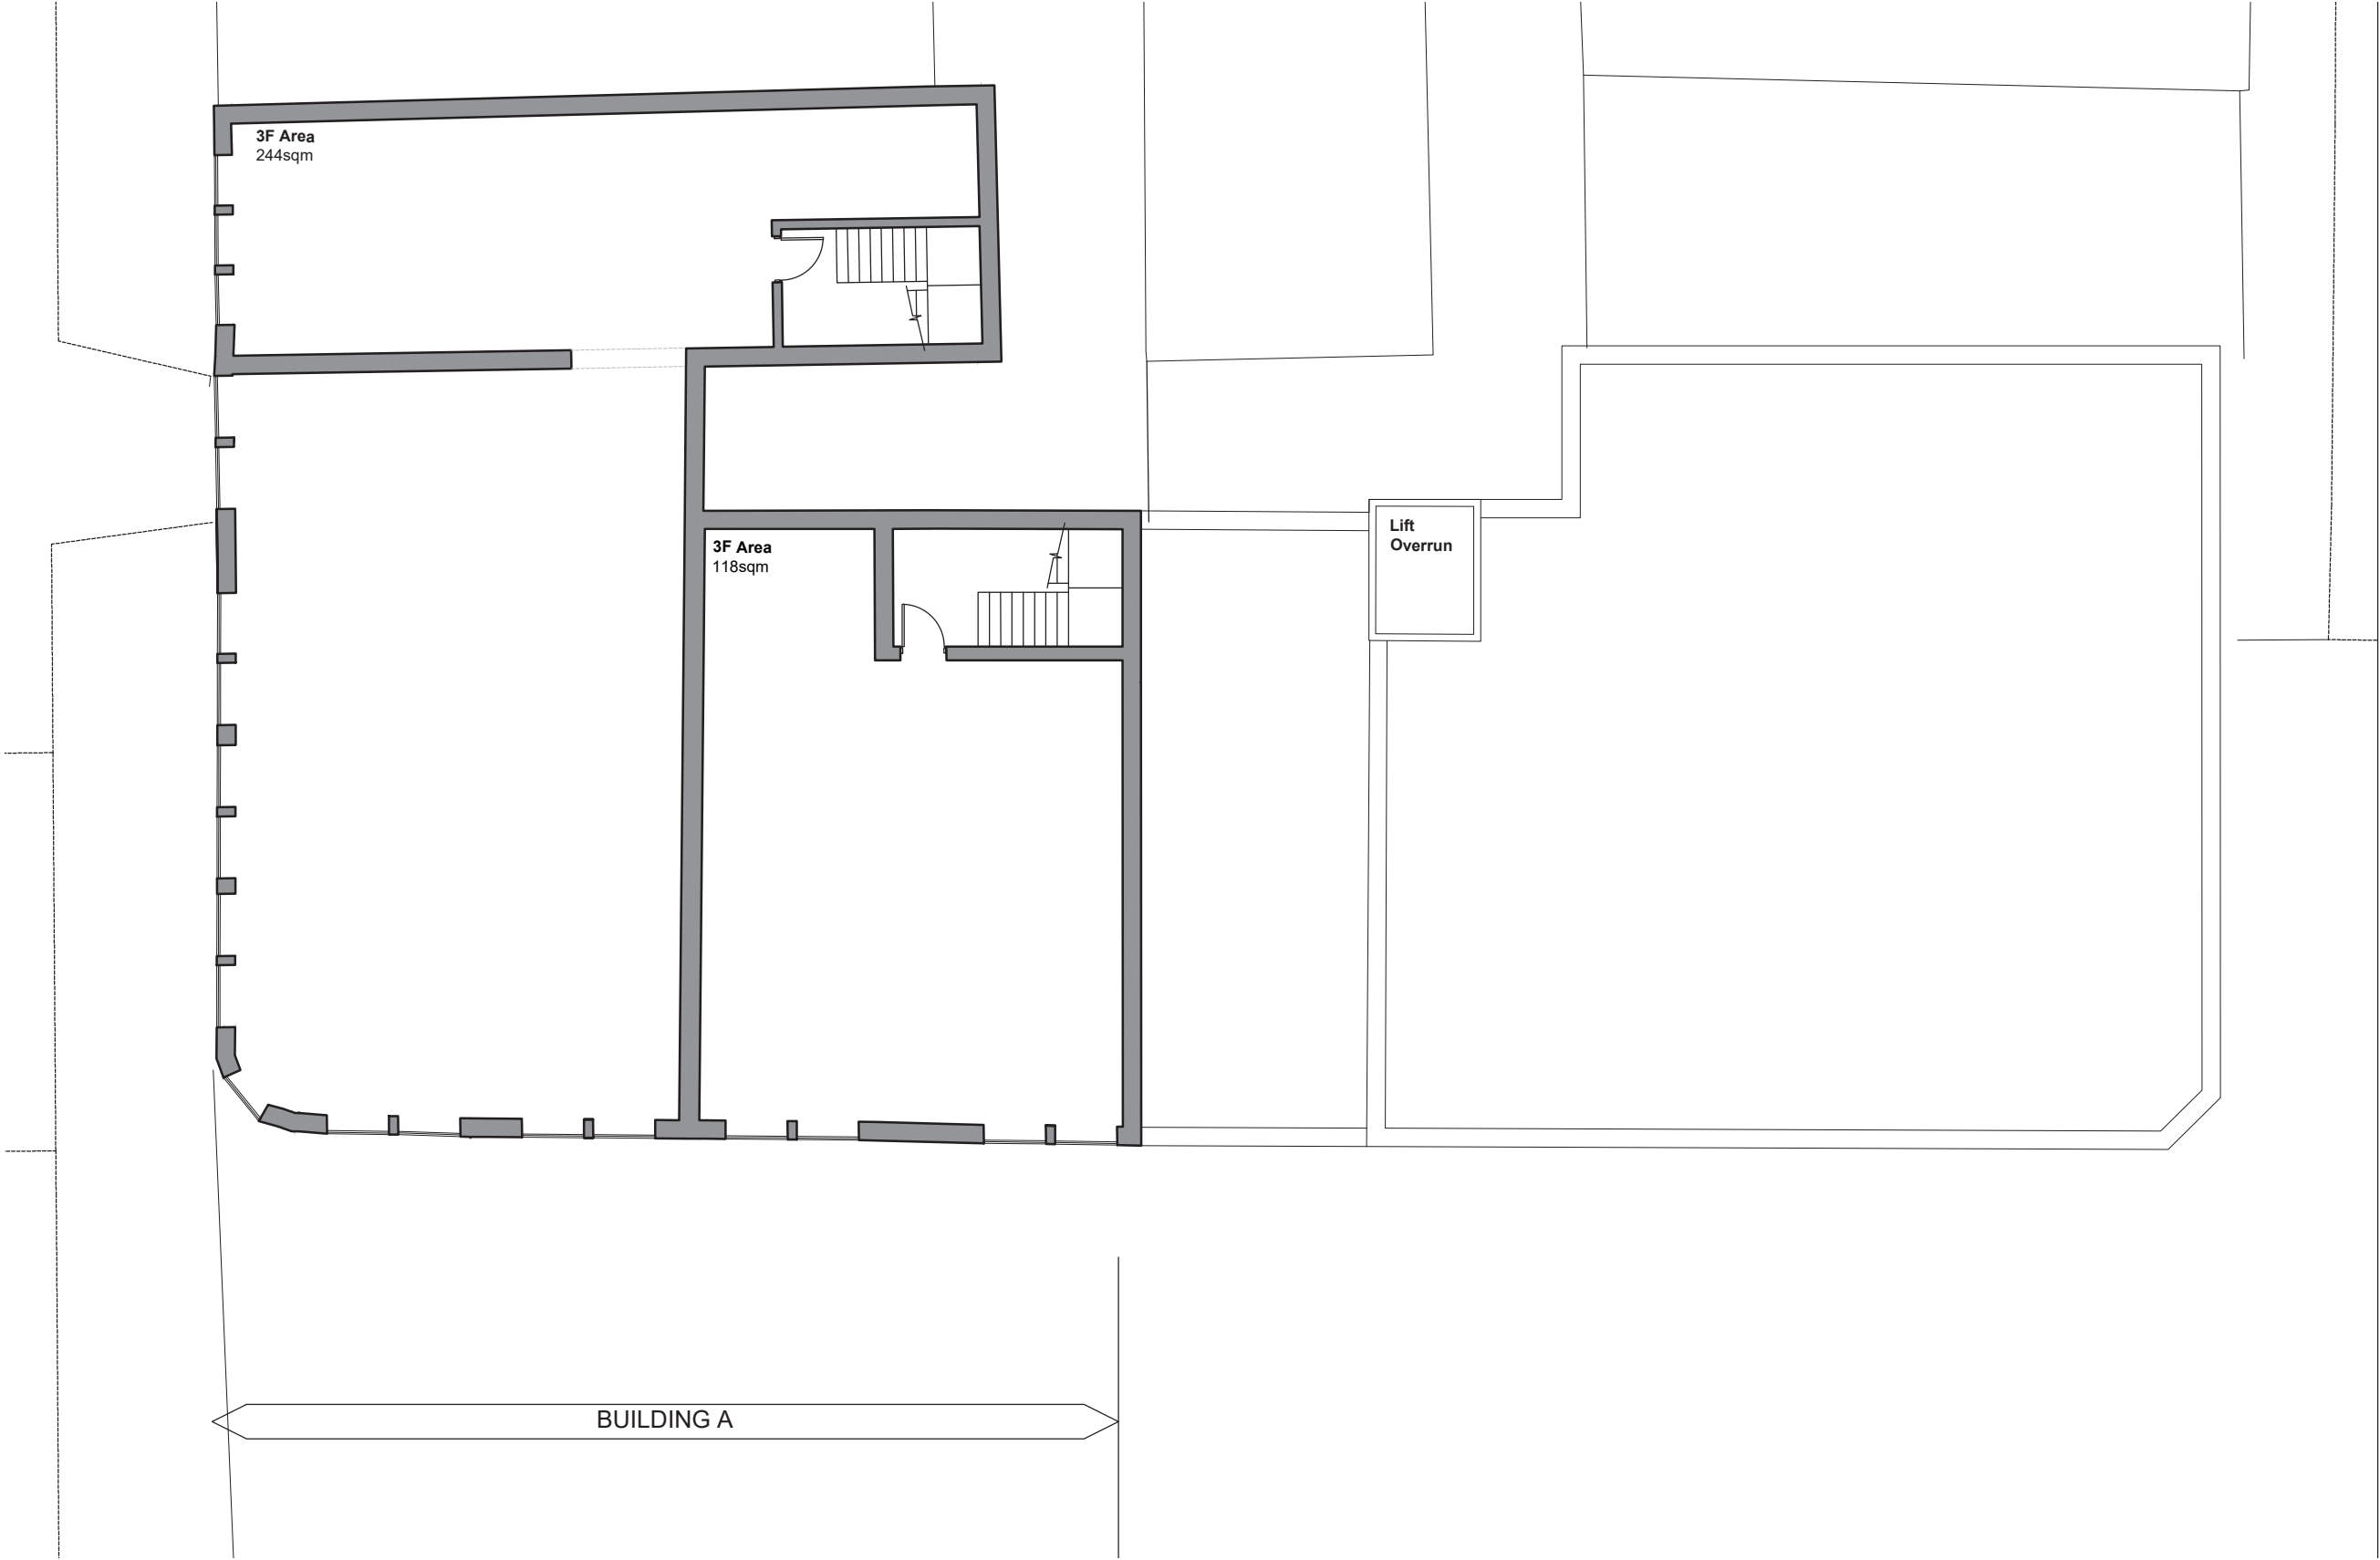 3F Area
244sqm
3F Area
118sqm
Lift
Overrun
BUILDING A